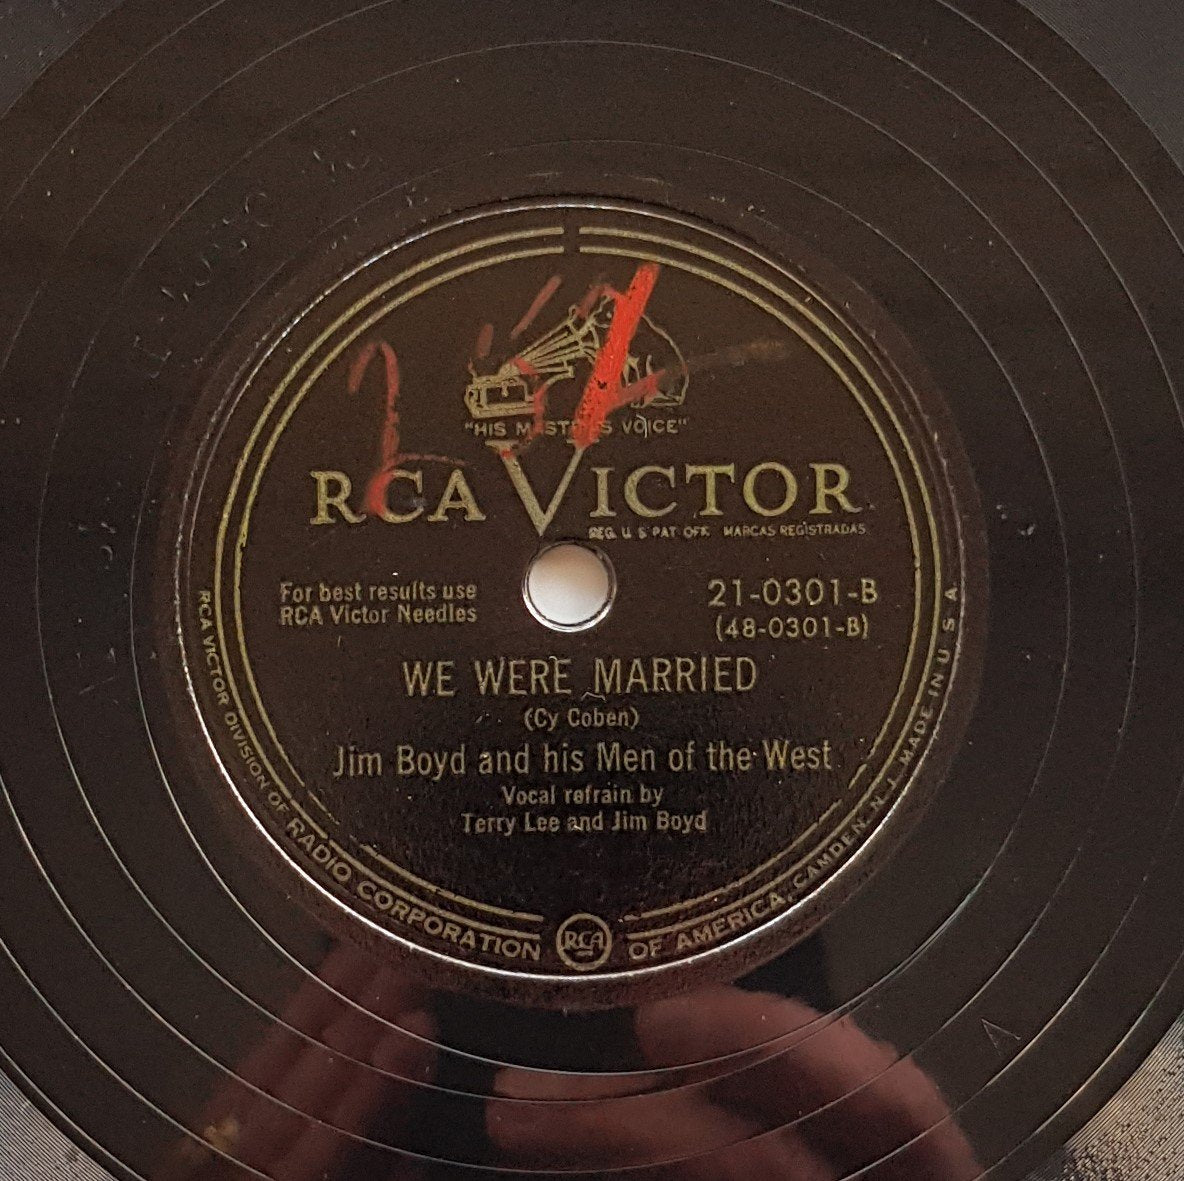 "HIS MASTER'S VOICE"
RCA VICTOR
REG. U. S. PAT. OFF. MARCAS REGISTRADAS
For best results use
RCA Victor Needles
21-0301-B
(48-0301-B)
WE WERE MARRIED
(Cy Coben)
Jim Boyd and his Men of the West
Vocal refrain by
Terry Lee and Jim Boyd
RCA VICTOR DIVISION OF RADIO CORPORATION OF AMERICA, CAMDEN, N. J. MADE IN U. S. A.
RCA
A